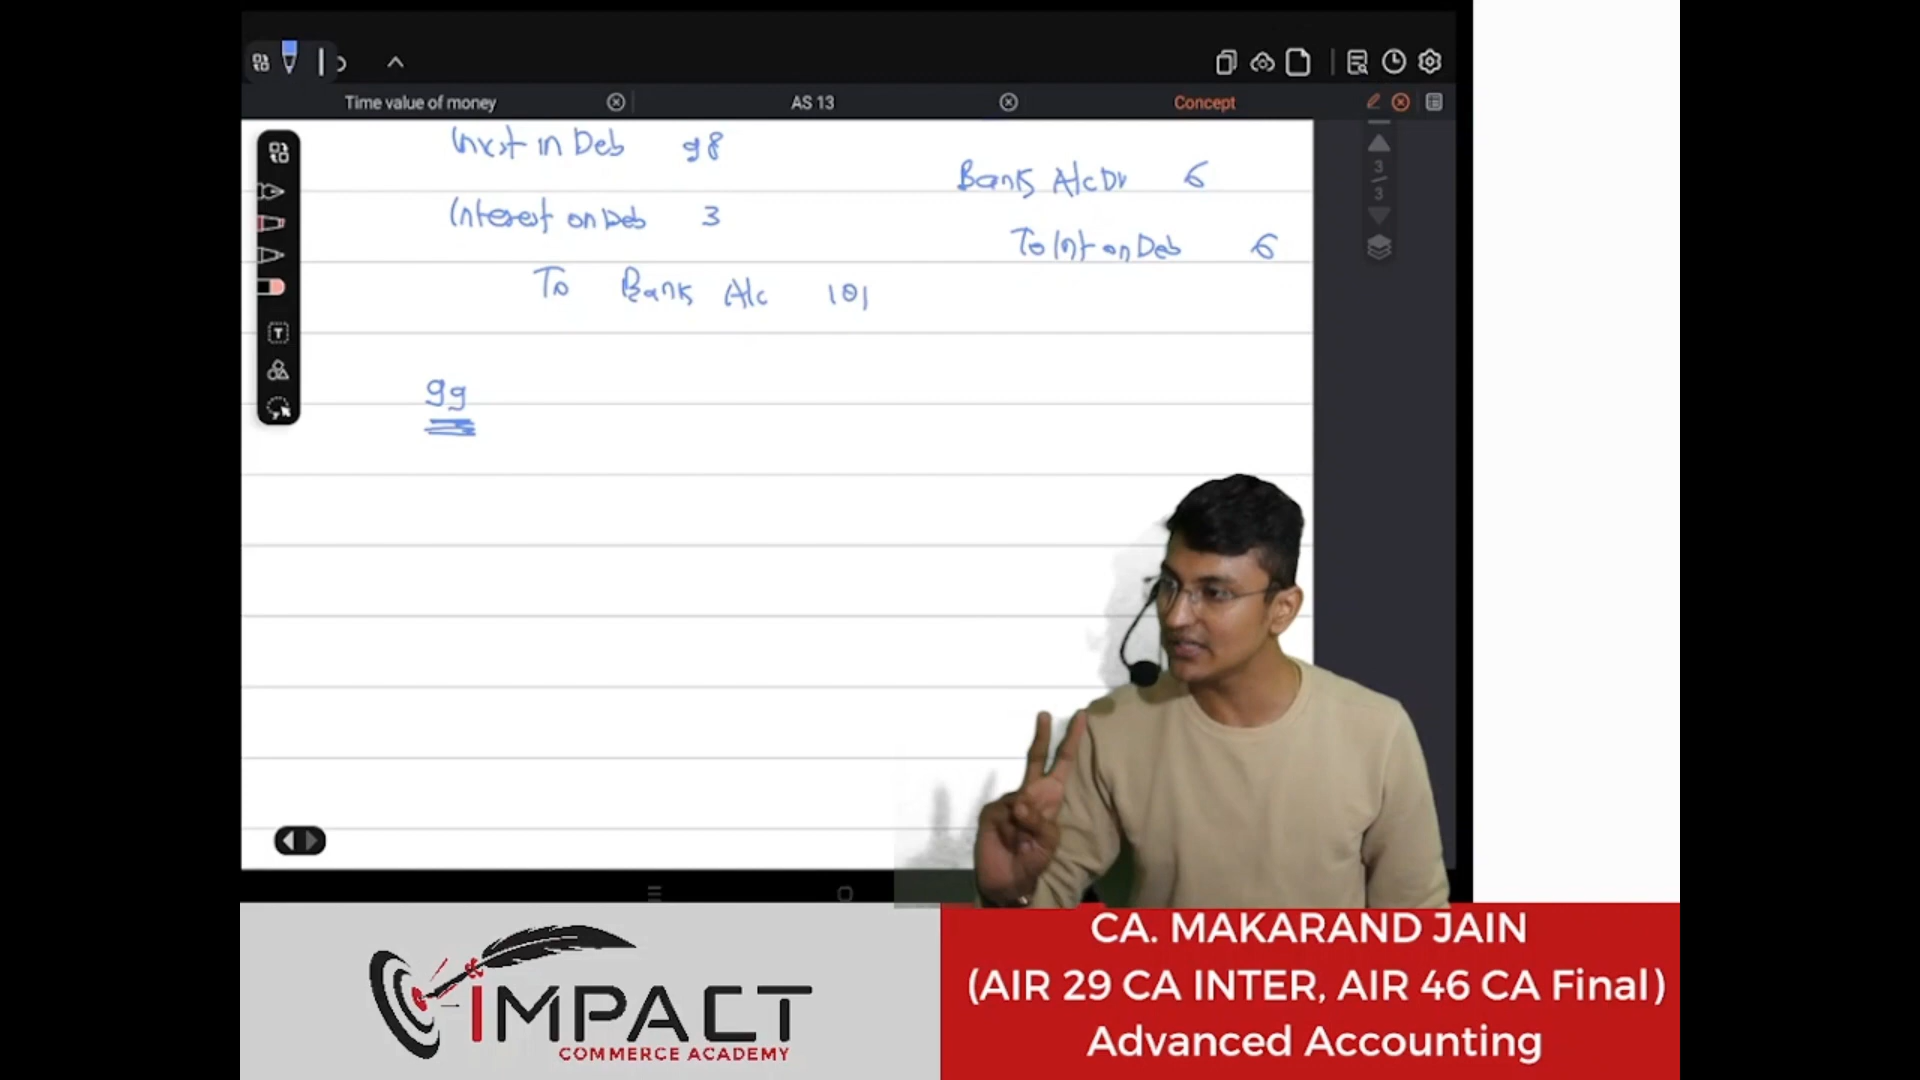 Time value of money
AS 13
Concept
Invst in Deb 98
Interest on Deb 3
To Bank A/c 101
Bank A/c Dr 6
To Int on Deb 6
3
3
99
T
IMPACT
COMMERCE ACADEMY
CA. MAKARAND JAIN
(AIR 29 CA INTER, AIR 46 CA Final)
Advanced Accounting